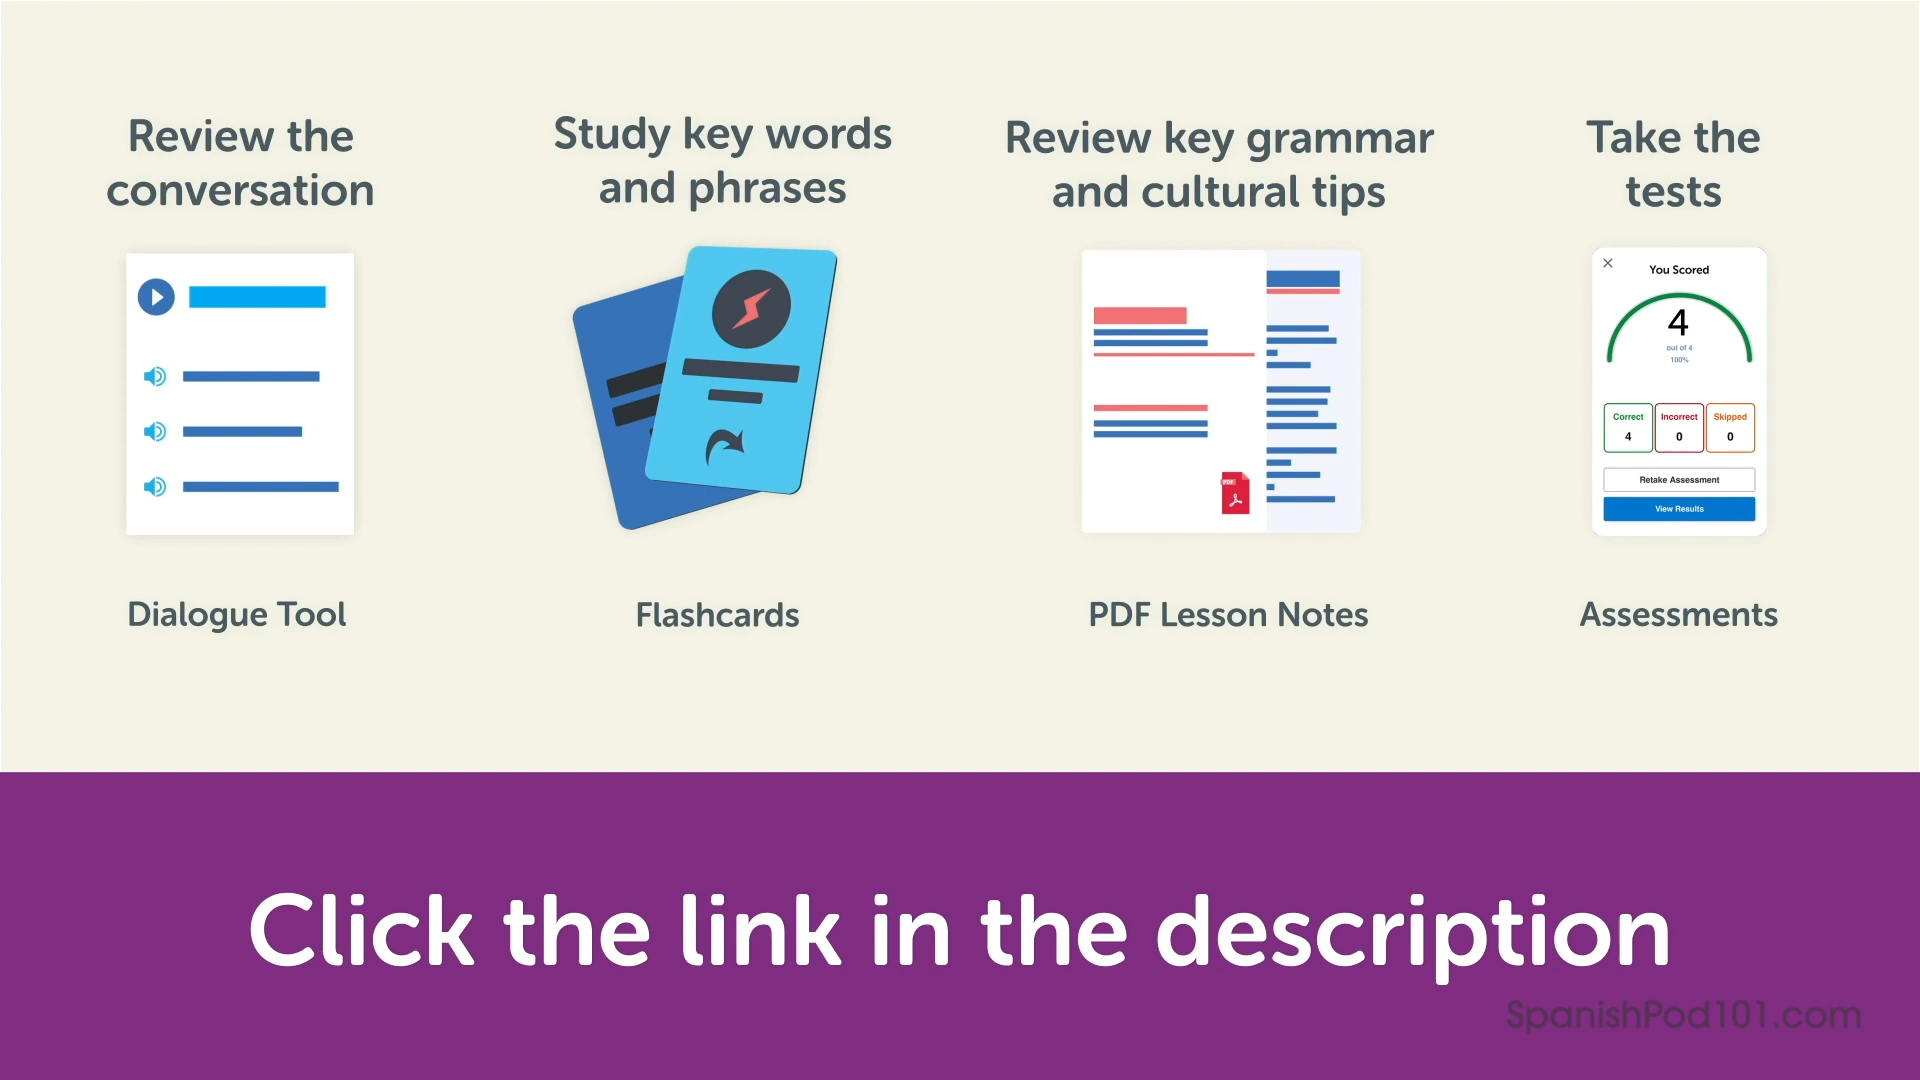 Review the
conversation
Study key words
and phrases
Review key grammar
and cultural tips
Take the
tests
You Scored
4
out of 4
100%
Correct
4
Incorrect
0
Skipped
0
Retake Assessment
View Results
PDF
Dialogue Tool
Flashcards
PDF Lesson Notes
Assessments
Click the link in the description
SpanishPod101.com